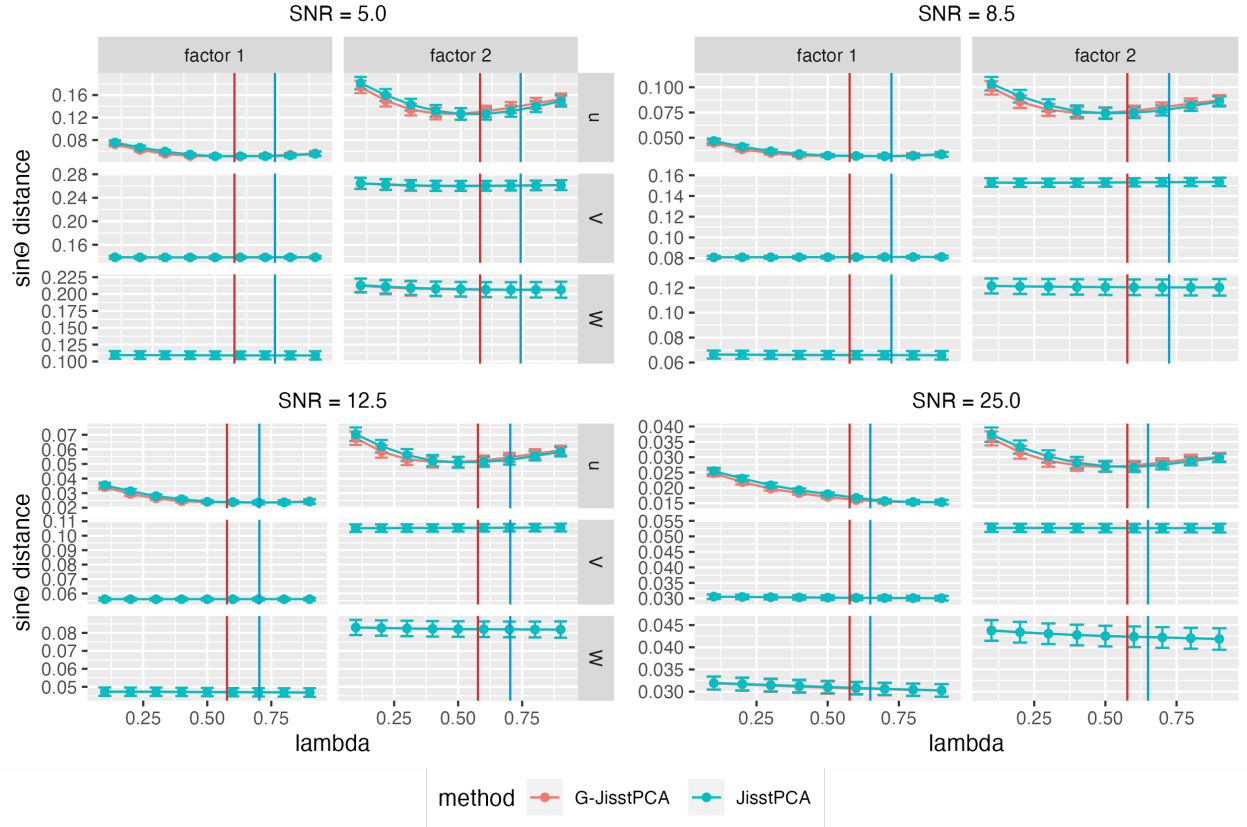 SNR = 5.0
SNR = 8.5
factor 1
factor 2
factor 1
factor 2
0.16
0.12
0.08
u
0.28
0.24
0.20
0.16
V
0.225
0.200
0.175
0.150
0.125
0.100
W
sinΘ distance
0.100
0.075
0.050
0.16
0.14
0.12
0.10
0.08
0.12
0.10
0.08
0.06
SNR = 12.5
SNR = 25.0
0.07
0.06
0.05
0.04
0.03
0.02
u
0.11
0.10
0.09
0.08
0.07
0.06
V
0.08
0.07
0.06
0.05
W
sinΘ distance
0.040
0.035
0.030
0.025
0.020
0.015
0.055
0.050
0.045
0.040
0.035
0.030
0.045
0.040
0.035
0.030
0.25 0.50 0.75
0.25 0.50 0.75
0.25 0.50 0.75
0.25 0.50 0.75
lambda
lambda
method G-JisstPCA JisstPCA